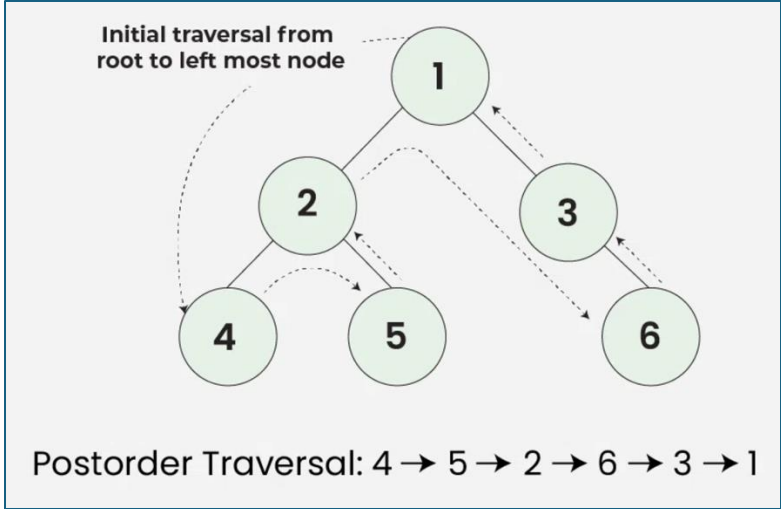 Initial traversal from
root to left most node
1
2
3
4
5
6
Postorder Traversal: 4 → 5 → 2 → 6 → 3 → 1